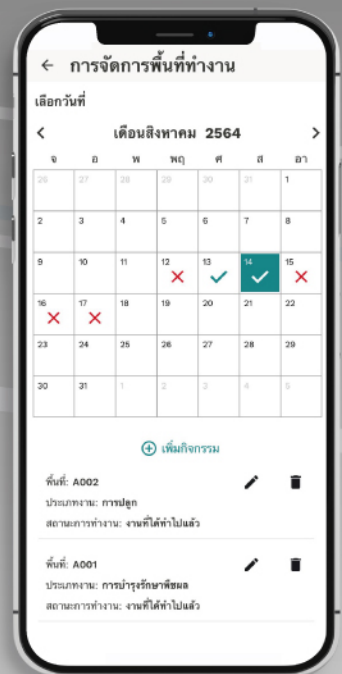 การจัดการพื้นที่ทำงาน
เลือกวันที่
เดือนสิงหาคม 2564
จ อ พ พฤ ศ ส อา
26 27 28 29 30 31 1
2 3 4 5 6 7 8
9 10 11 12 13 14 15
16 17 18 19 20 21 22
23 24 25 26 27 28 29
30 31 1 2 3 4 5
เพิ่มกิจกรรม
พื้นที่: A002
ประเภทงาน: การปลูก
สถานะการทำงาน: งานที่ได้ทำไปแล้ว
พื้นที่: A001
ประเภทงาน: การบำรุงรักษาพืชผล
สถานะการทำงาน: งานที่ได้ทำไปแล้ว